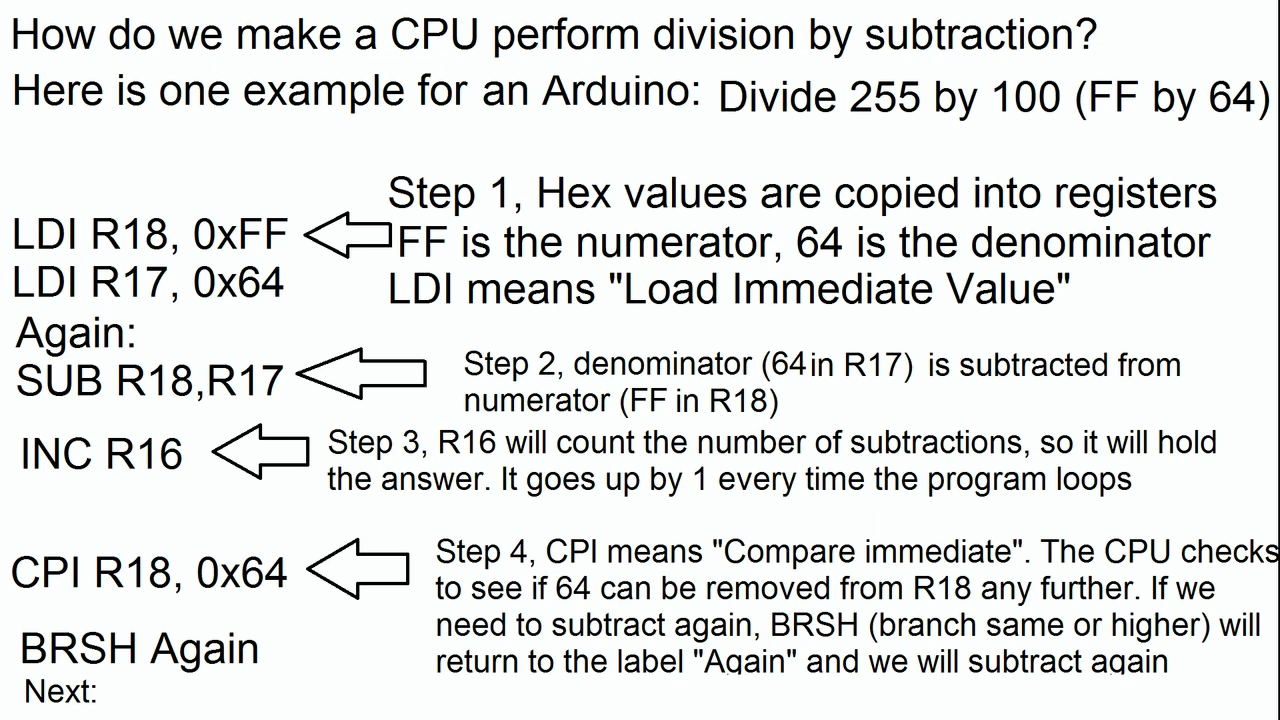 How do we make a CPU perform division by subtraction?
Here is one example for an Arduino: Divide 255 by 100 (FF by 64)
Step 1, Hex values are copied into registers
LDI R18, 0xFF
FF is the numerator, 64 is the denominator
LDI R17, 0x64
LDI means "Load Immediate Value"
Again:
SUB R18,R17
Step 2, denominator (64 in R17) is subtracted from
numerator (FF in R18)
INC R16
Step 3, R16 will count the number of subtractions, so it will hold
the answer. It goes up by 1 every time the program loops
CPI R18, 0x64
Step 4, CPI means "Compare immediate". The CPU checks
to see if 64 can be removed from R18 any further. If we
need to subtract again, BRSH (branch same or higher) will
return to the label "Again" and we will subtract again
BRSH Again
Next: